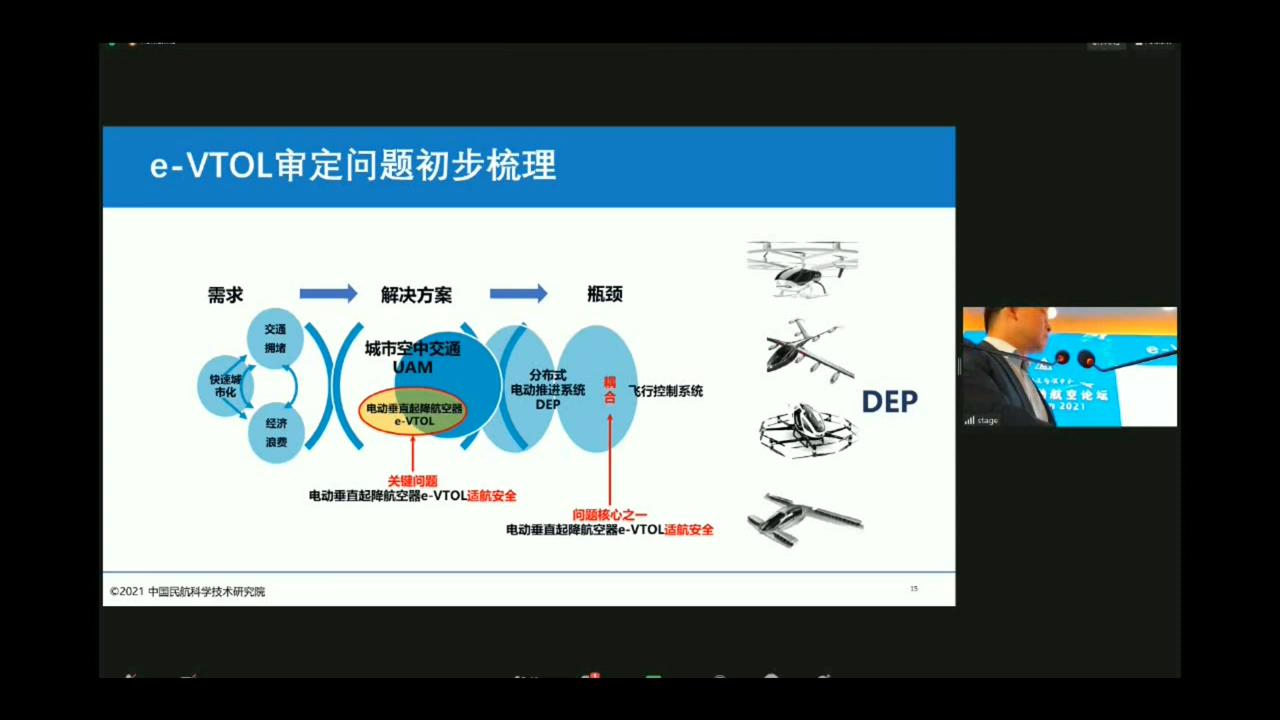 e-VTOL审定问题初步梳理
需求
解决方案
瓶颈
交通
拥堵
快速城
市化
经济
浪费
城市空中交通
UAM
电动垂直起降航空器
e-VTOL
分布式
电动推进系统
DEP
耦
合
飞行控制系统
关键问题
电动垂直起降航空器e-VTOL适航安全
问题核心之一
电动垂直起降航空器e-VTOL适航安全
DEP
©2021 中国民航科学技术研究院
15
航空论坛
2021
stage